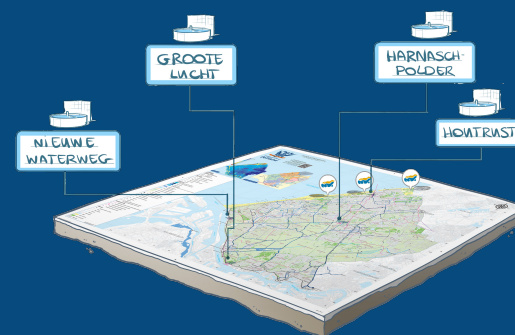 GROOTE
LUCHT
HARNASCH-
POLDER
HOUTRUST
NIEUWE
WATERWEG